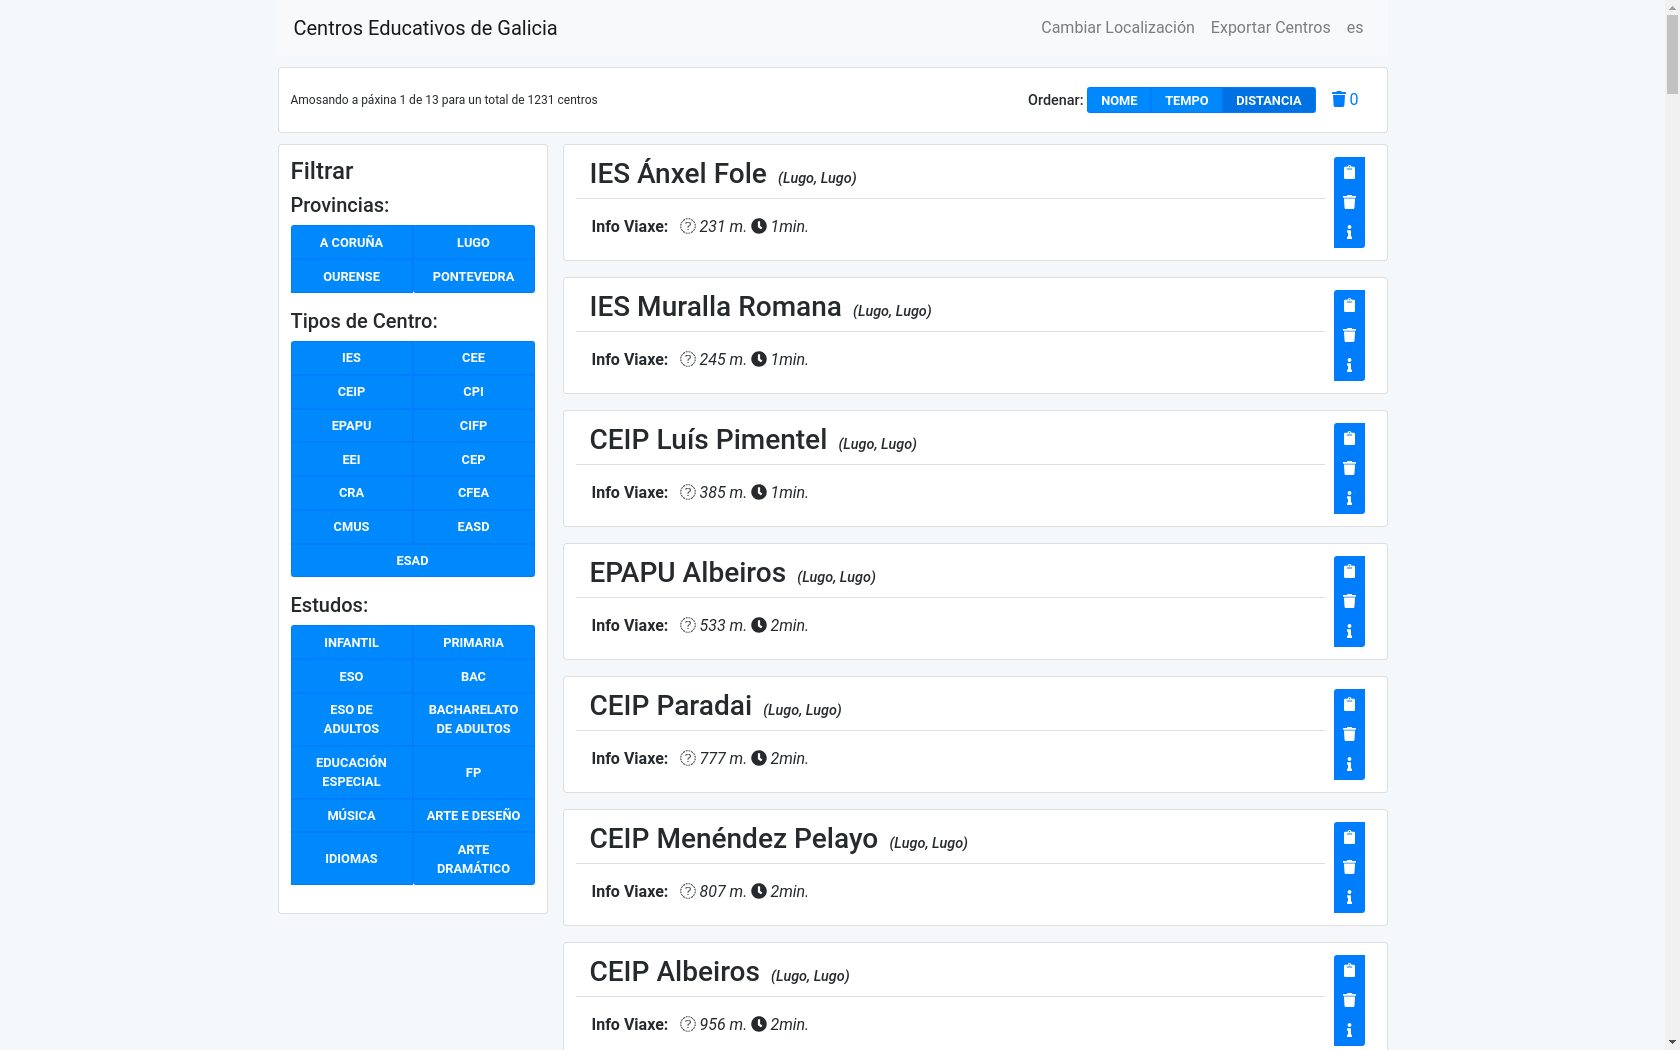 Centros Educativos de Galicia
Cambiar Localización Exportar Centros es
Amosando a páxina 1 de 13 para un total de 1231 centros
Ordenar: NOME TEMPO DISTANCIA 0
Filtrar
Provincias:
A CORUÑA LUGO
OURENSE PONTEVEDRA
Tipos de Centro:
IES CEE
CEIP CPI
EPAPU CIFP
EEI CEP
CRA CFEA
CMUS EASD
ESAD
Estudos:
INFANTIL PRIMARIA
ESO BAC
ESO DE ADULTOS
BACHARELATO DE ADULTOS
EDUCACIÓN ESPECIAL
FP
MÚSICA ARTE E DESEÑO
IDIOMAS
ARTE DRAMÁTICO
IES Ánxel Fole (Lugo, Lugo)
Info Viaxe: 231 m. 1min.
IES Muralla Romana (Lugo, Lugo)
Info Viaxe: 245 m. 1min.
CEIP Luís Pimentel (Lugo, Lugo)
Info Viaxe: 385 m. 1min.
EPAPU Albeiros (Lugo, Lugo)
Info Viaxe: 533 m. 2min.
CEIP Paradai (Lugo, Lugo)
Info Viaxe: 777 m. 2min.
CEIP Menéndez Pelayo (Lugo, Lugo)
Info Viaxe: 807 m. 2min.
CEIP Albeiros (Lugo, Lugo)
Info Viaxe: 956 m. 2min.